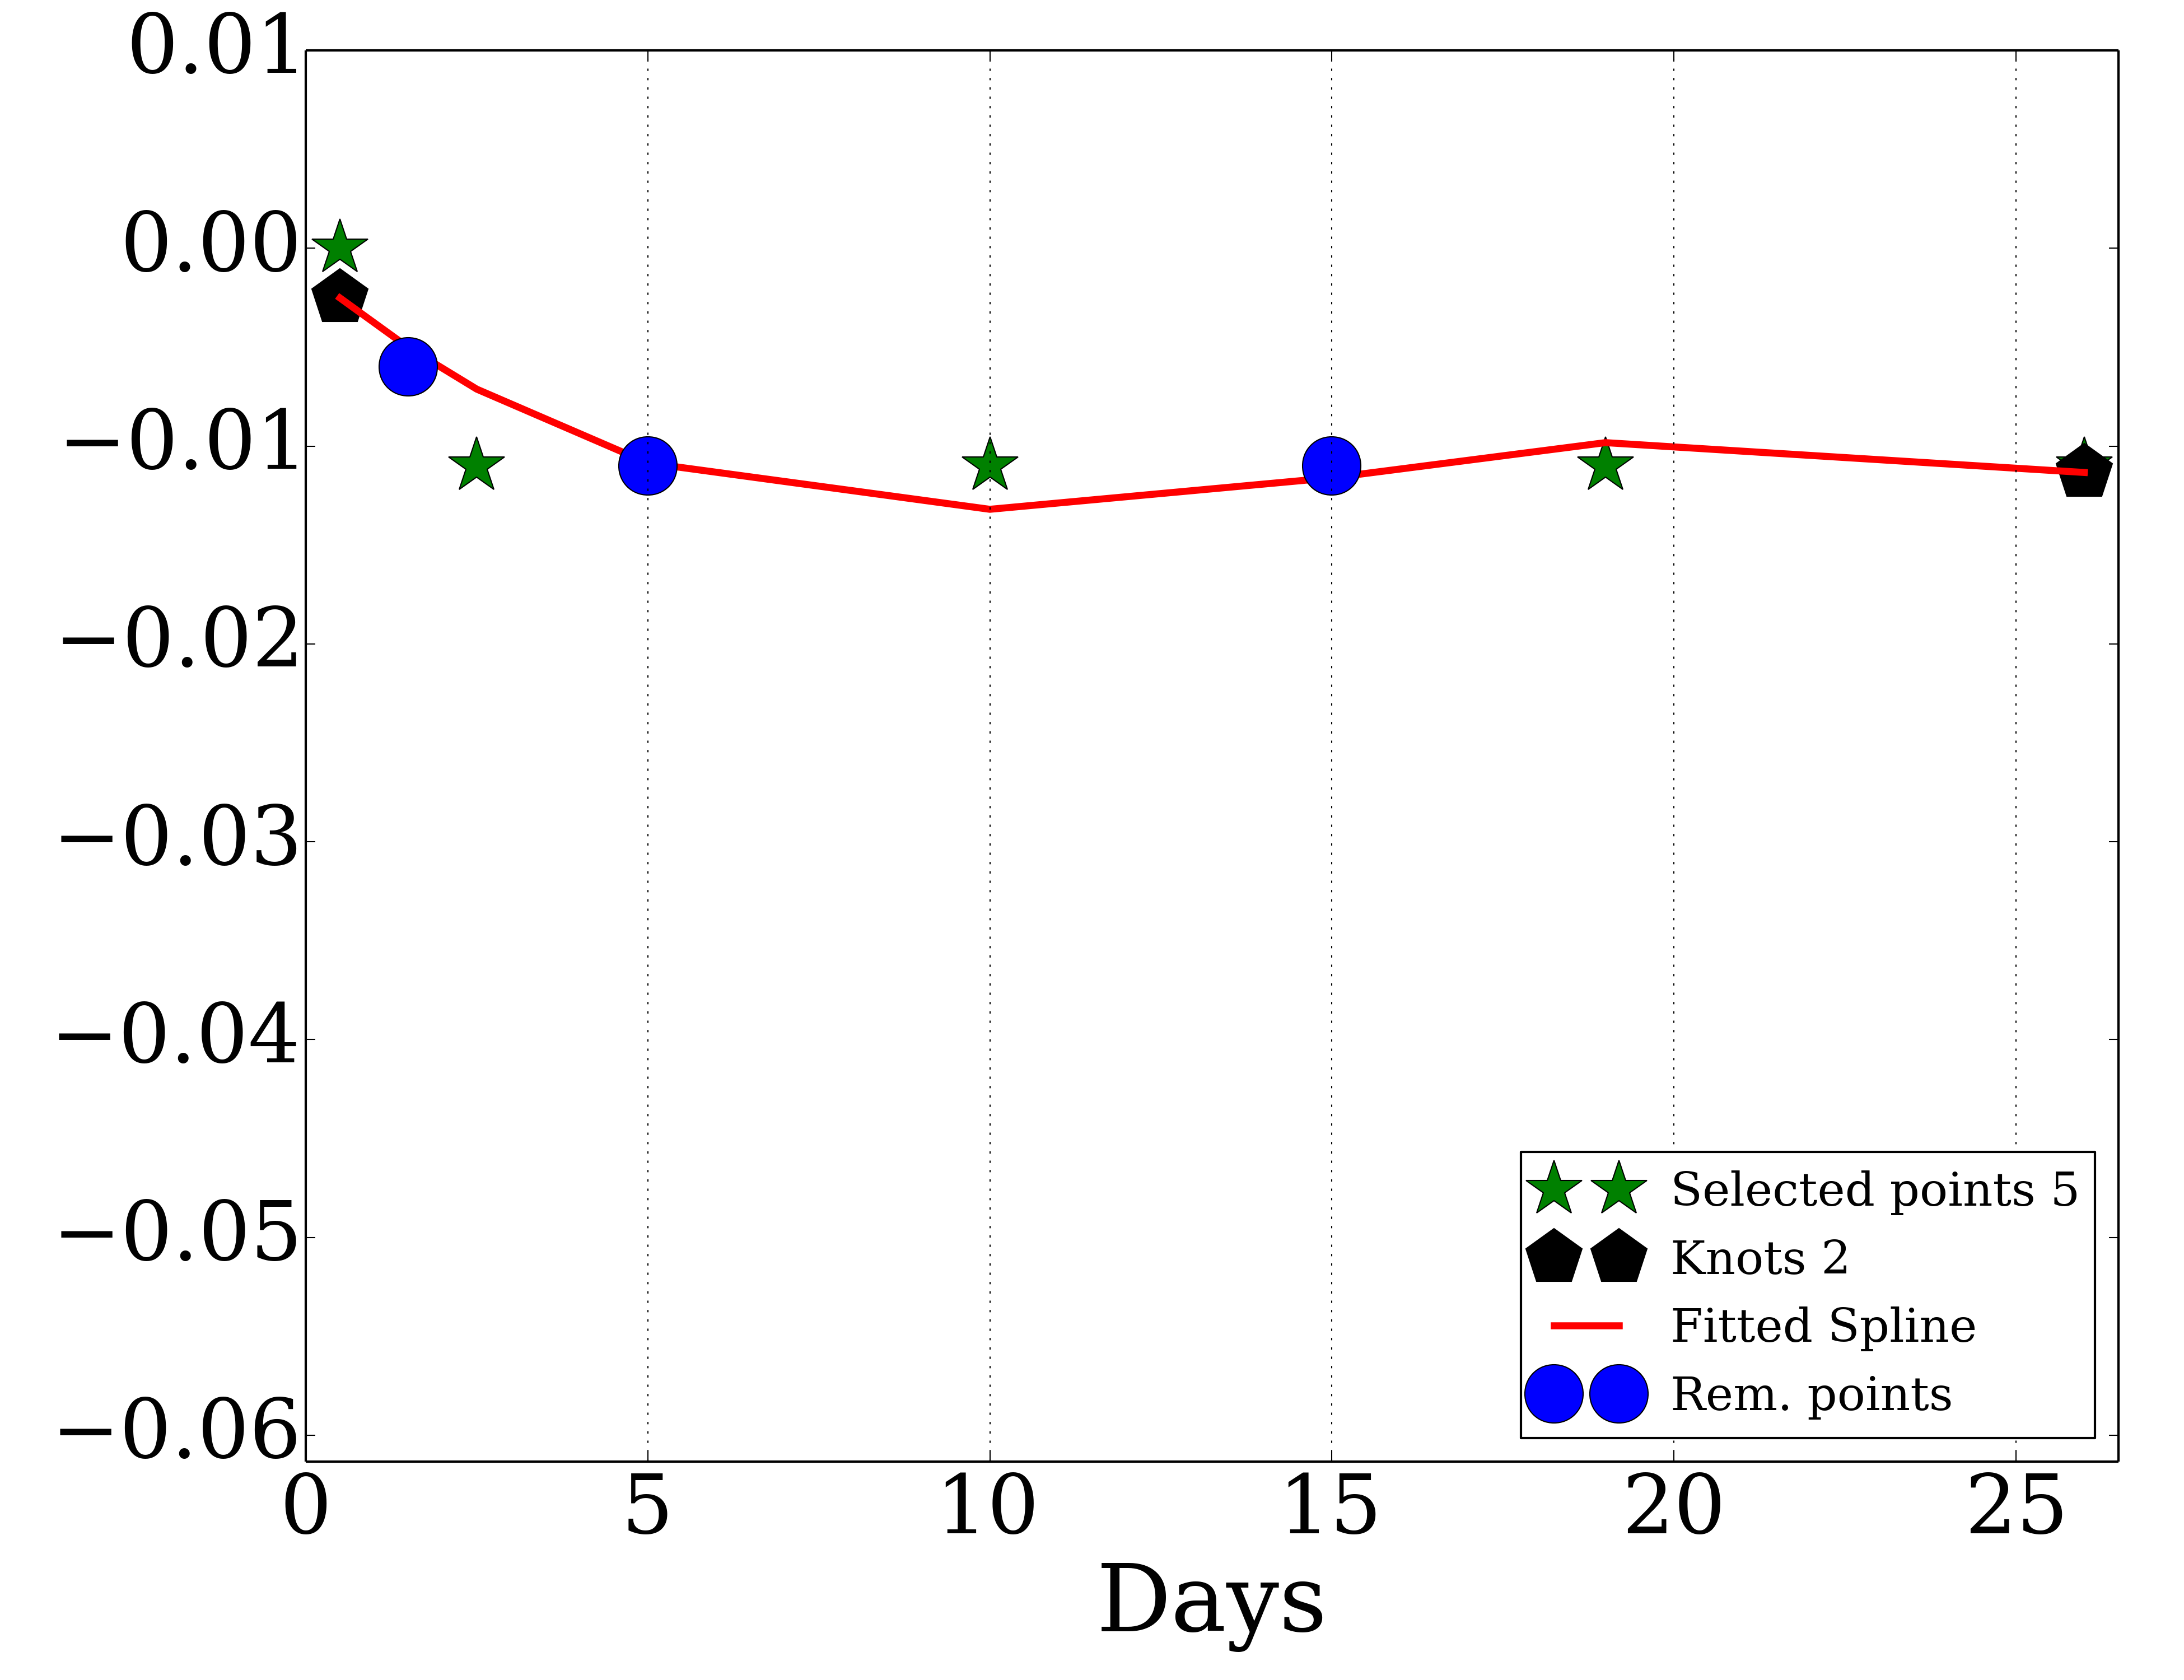 0.01
0.00
−0.01
−0.02
−0.03
−0.04
−0.05
−0.06
0 5 10 15 20 25
Days
Selected points 5
Knots 2
Fitted Spline
Rem. points